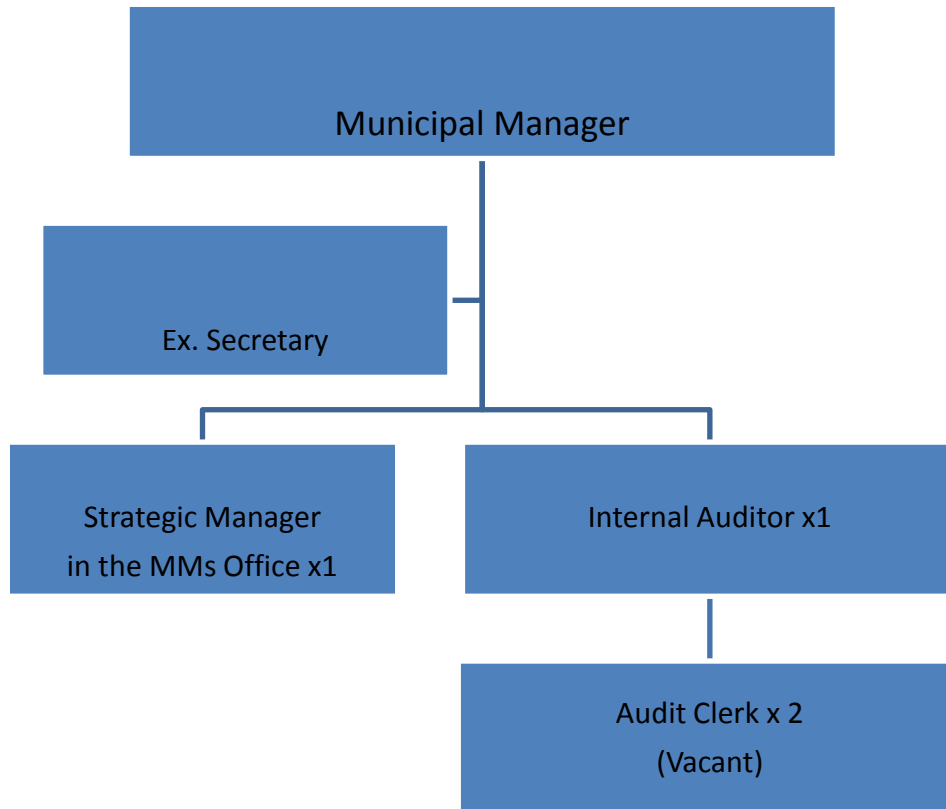 Municipal Manager
Ex. Secretary
Strategic Manager
in the MMs Office x1
Internal Auditor x1
Audit Clerk x 2
(Vacant)